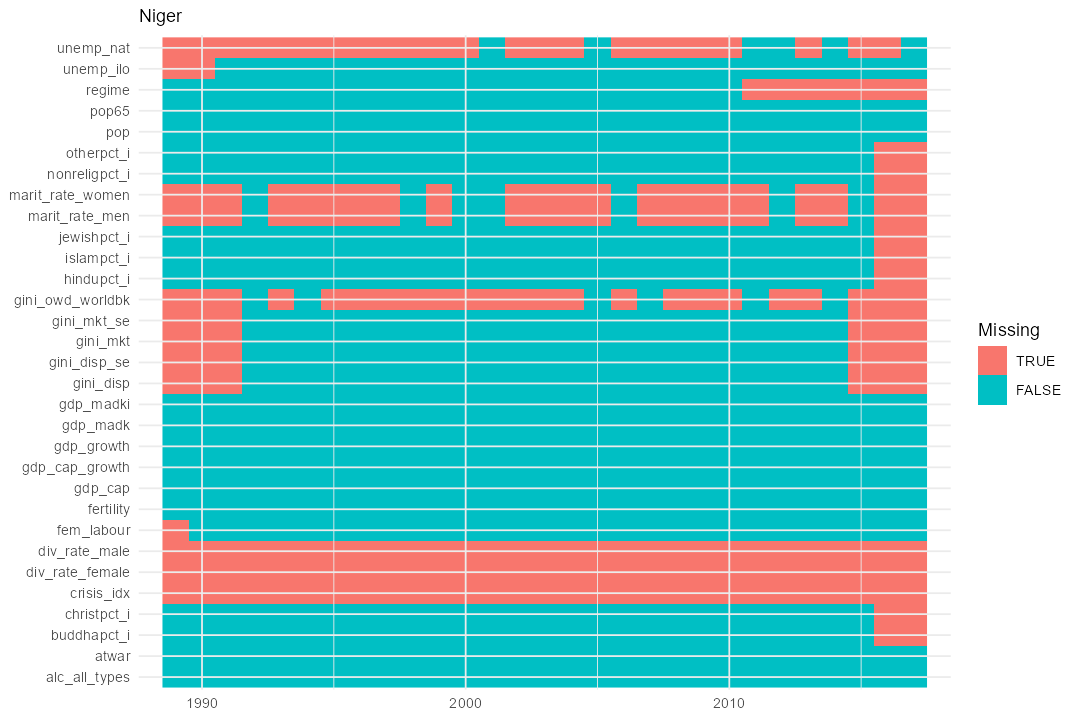 Niger
unemp_nat
unemp_ilo
regime
pop65
pop
otherpct_i
nonreligpct_i
marit_rate_women
marit_rate_men
jewishpct_i
islampct_i
hindupct_i
gini_owd_worldbk
gini_mkt_se
gini_mkt
gini_disp_se
gini_disp
gdp_madki
gdp_madk
gdp_growth
gdp_cap_growth
gdp_cap
fertility
fem_labour
div_rate_male
div_rate_female
crisis_idx
christpct_i
buddhapct_i
atwar
alc_all_types
1990 2000 2010
Missing
TRUE
FALSE